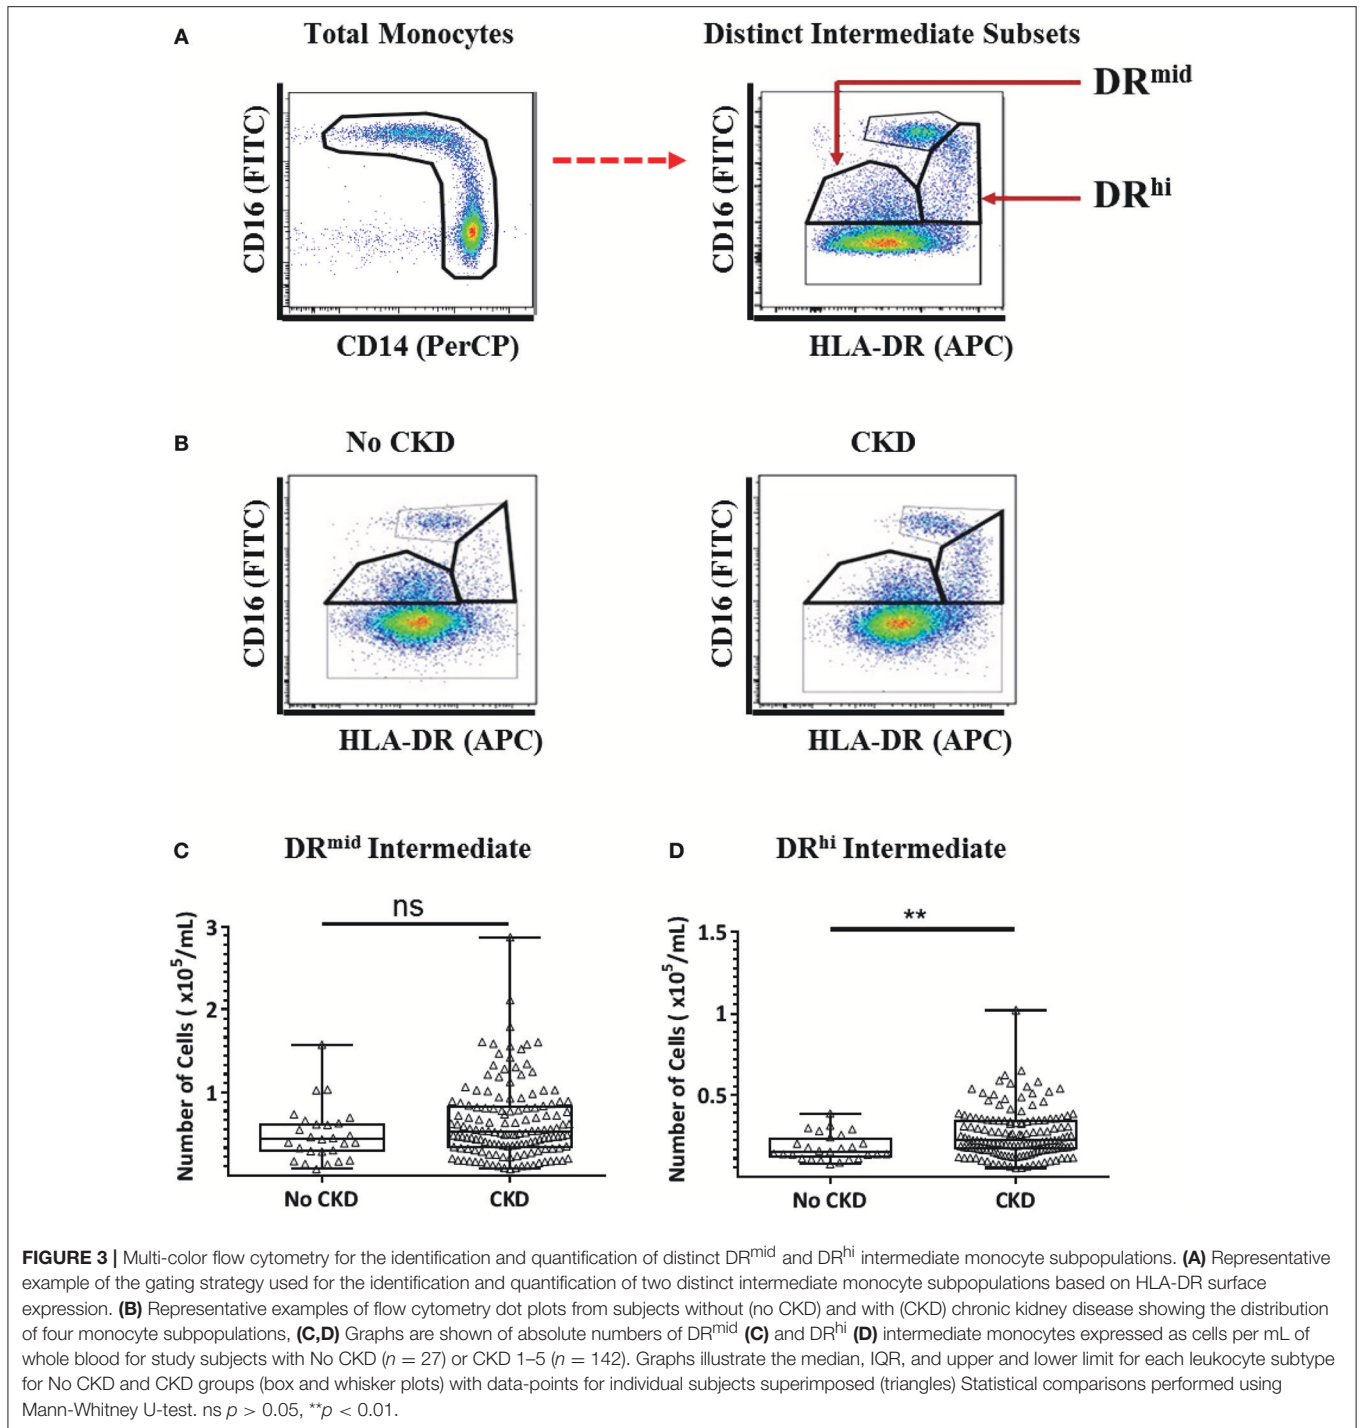 A
Total Monocytes
Distinct Intermediate Subsets
DRmid
DRhi
CD16 (FITC)
CD14 (PerCP)
CD16 (FITC)
HLA-DR (APC)
B
No CKD
CKD
CD16 (FITC)
HLA-DR (APC)
CD16 (FITC)
HLA-DR (APC)
C
DRmid Intermediate
ns
Number of Cells ( x10⁵/mL)
3
2
1
No CKD
CKD
D
DRhi Intermediate
**
Number of Cells ( x10⁵/mL)
1.5
1
0.5
No CKD
CKD
FIGURE 3 | Multi-color flow cytometry for the identification and quantification of distinct DRmid and DRhi intermediate monocyte subpopulations. (A) Representative
example of the gating strategy used for the identification and quantification of two distinct intermediate monocyte subpopulations based on HLA-DR surface
expression. (B) Representative examples of flow cytometry dot plots from subjects without (no CKD) and with (CKD) chronic kidney disease showing the distribution
of four monocyte subpopulations, (C,D) Graphs are shown of absolute numbers of DRmid (C) and DRhi (D) intermediate monocytes expressed as cells per mL of
whole blood for study subjects with No CKD (n = 27) or CKD 1–5 (n = 142). Graphs illustrate the median, IQR, and upper and lower limit for each leukocyte subtype
for No CKD and CKD groups (box and whisker plots) with data-points for individual subjects superimposed (triangles) Statistical comparisons performed using
Mann-Whitney U-test. ns p > 0.05, **p < 0.01.